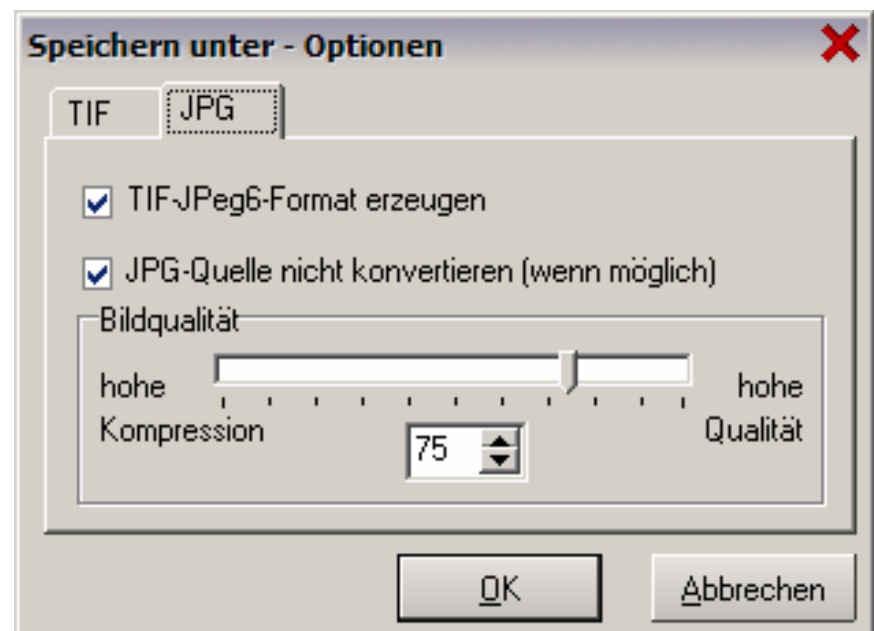 Speichern unter - Optionen
TIF JPG
TIF-JPeg6-Format erzeugen
JPG-Quelle nicht konvertieren (wenn möglich)
Bildqualität
hohe hohe
Kompression Qualität
75
OK Abbrechen